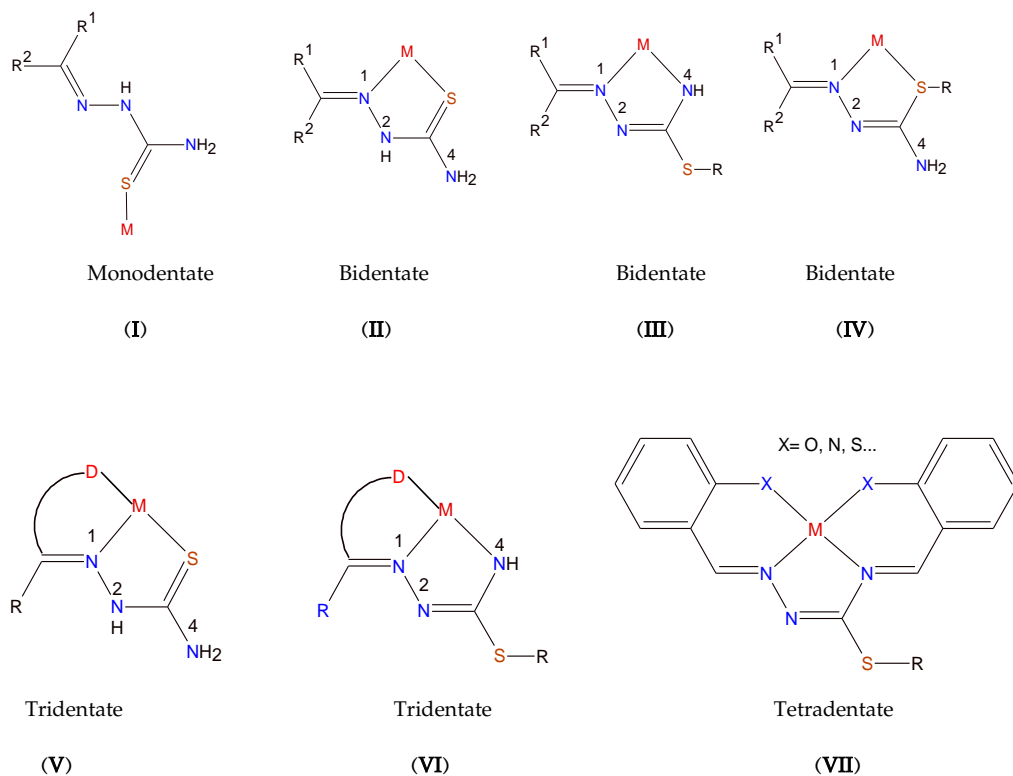 R1
R2
H
N
N
NH2
S
M
Monodentate
(I)
R1
M
1
N
S
R2
2
N
H
4
NH2
Bidentate
(II)
R1
M
4
1
N
NH
R2
2
N
S
R
Bidentate
(III)
R1
M
1
N
S
R
R2
2
N
4
NH2
Bidentate
(IV)
D
M
1
N
S
2
R
N
H
4
NH2
Tridentate
(V)
D
M
4
1
N
NH
2
R
N
S
R
Tridentate
(VI)
X= O, N, S...
X
X
M
N
N
N
S
R
Tetradentate
(VII)